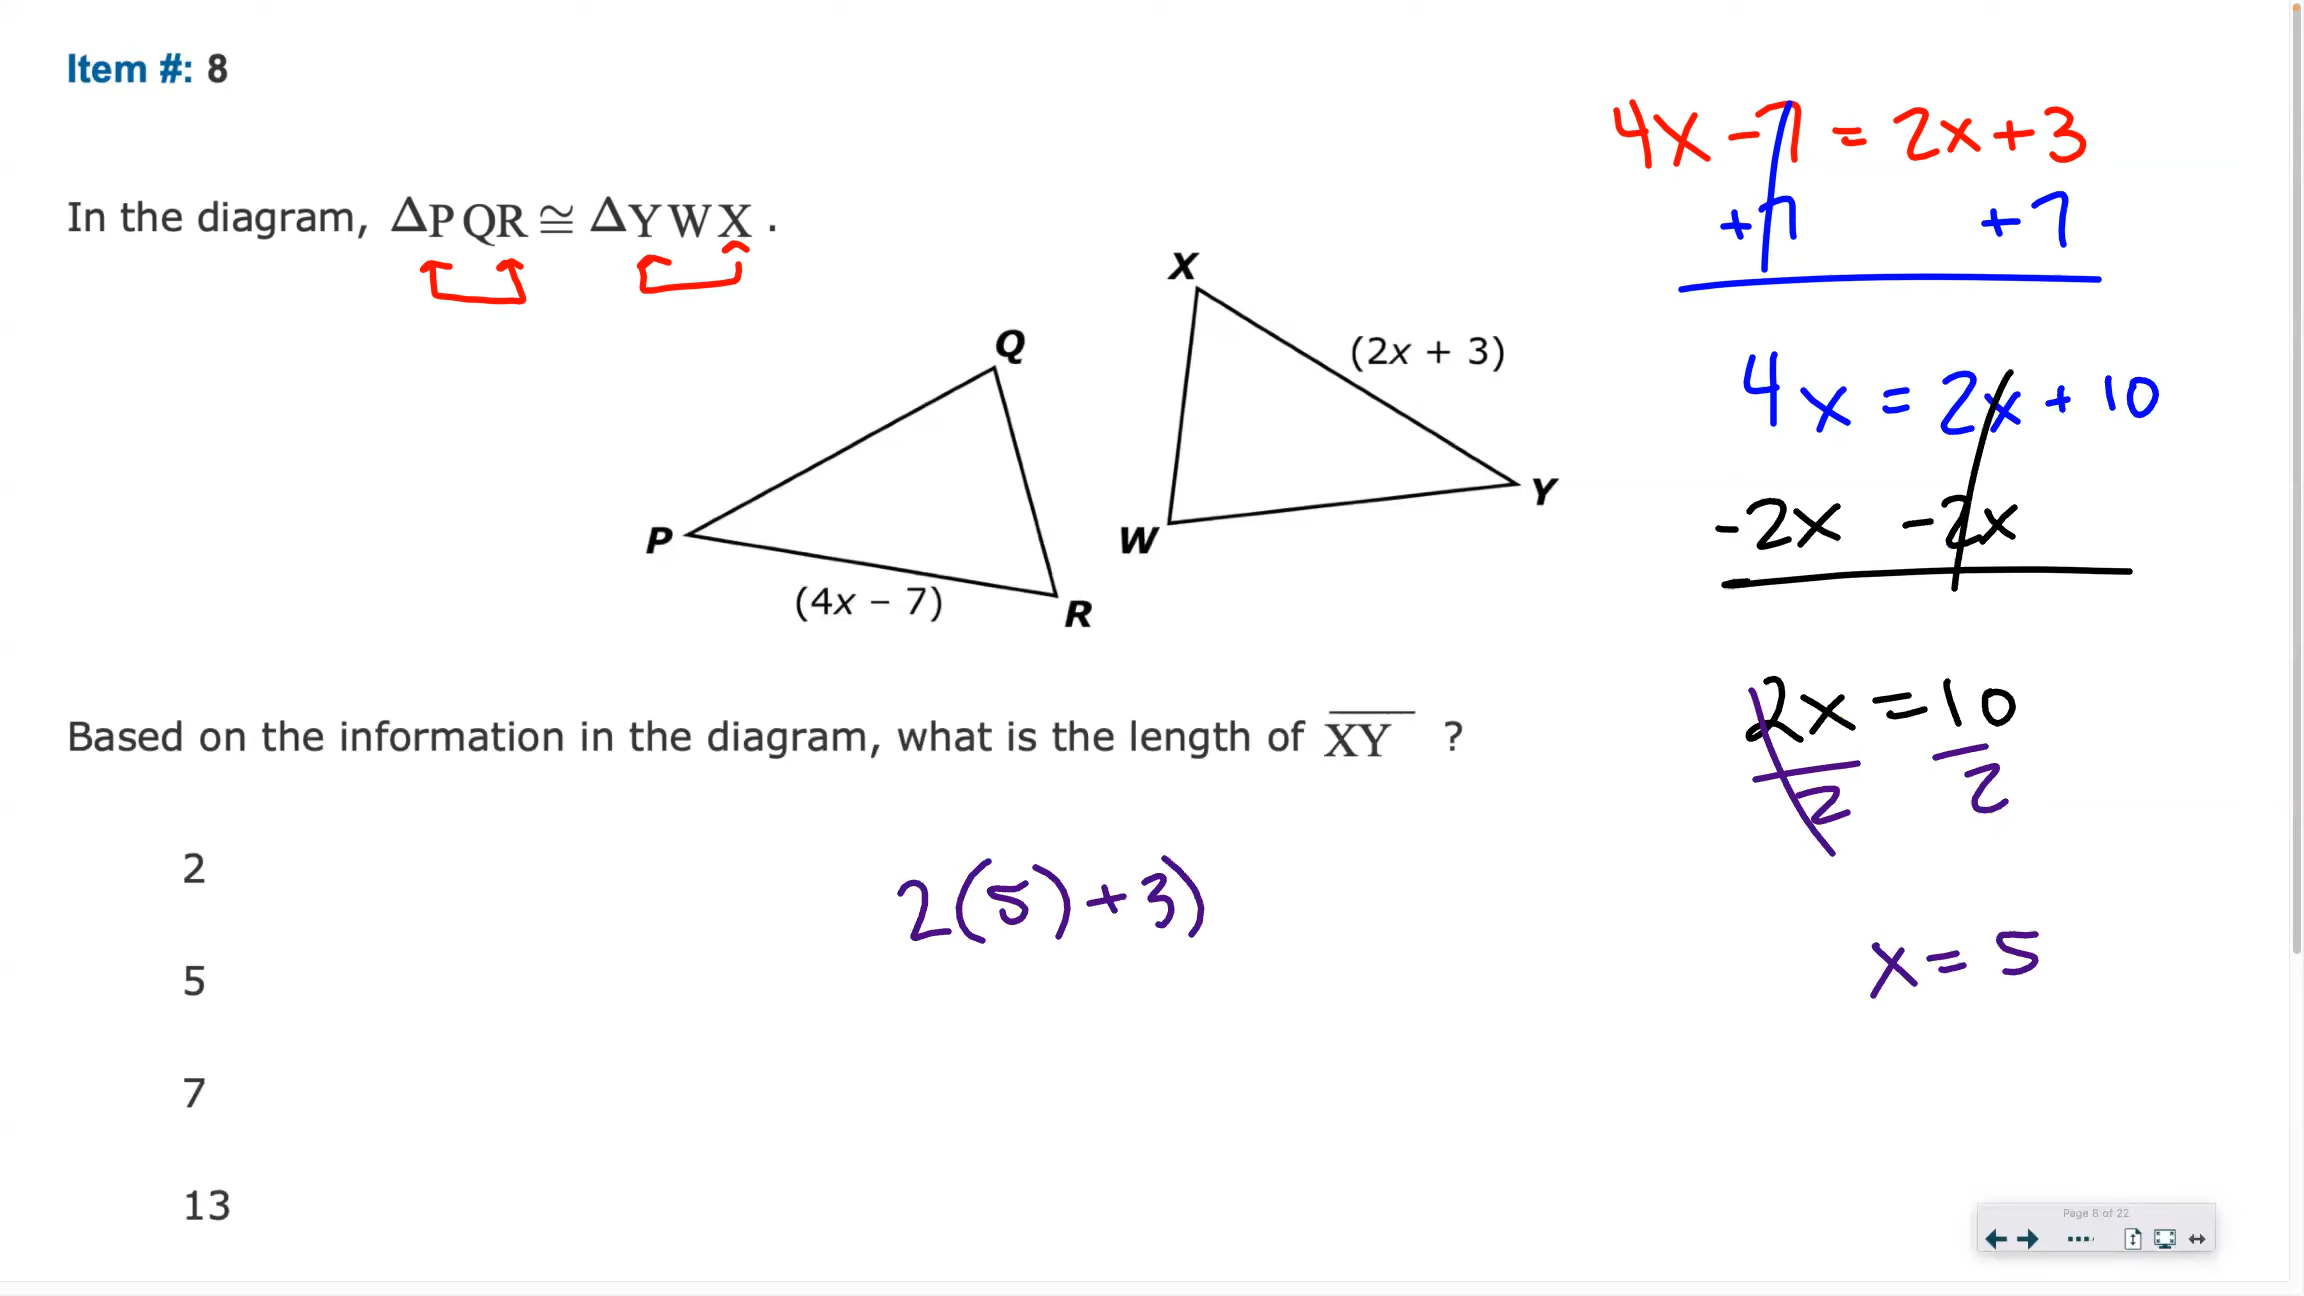 Item #: 8
4x - 7 = 2x + 3
+7 +7
In the diagram, ΔPQR ≅ ΔYWX .
X
Q
(2x + 3)
4x = 2x + 10
Y
P
W
-2x -2x
(4x – 7)
R
2x = 10
2 2
Based on the information in the diagram, what is the length of XY ?
2
2(5)+3)
x = 5
5
7
13
Page 8 of 22